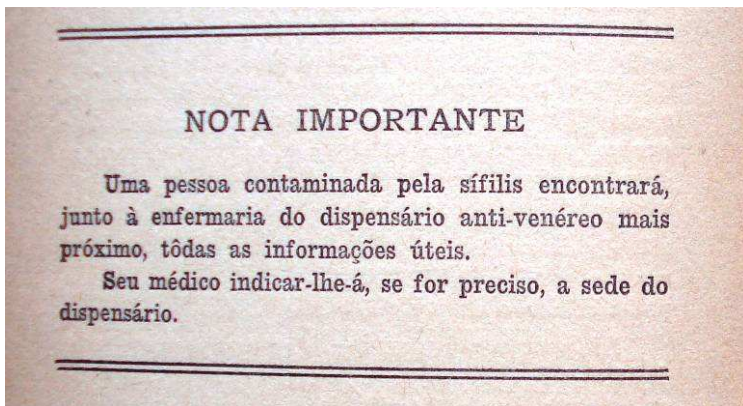 NOTA IMPORTANTE
Uma pessoa contaminada pela sífilis encontrará,
junto à enfermaria do dispensário anti-venéreo mais
próximo, tôdas as informações úteis.
Seu médico indicar-lhe-á, se for preciso, a sede do
dispensário.